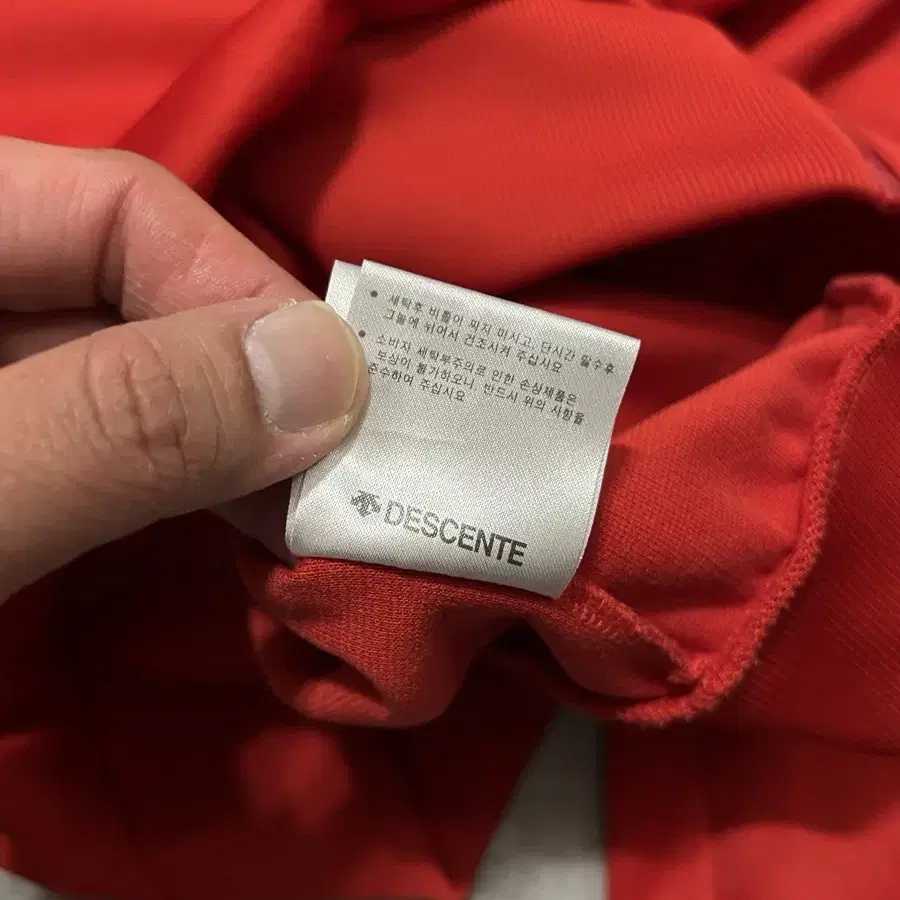 • 세탁후 비틀어 짜지 마시고, 단시간 탈수후
그늘에 뉘어서 건조시켜 주십시요
• 소비자 세탁부주의로 인한 손상제품은
보상이 불가하오니 반드시 위의 사항을
준수하며 주십시요
DESCENTE